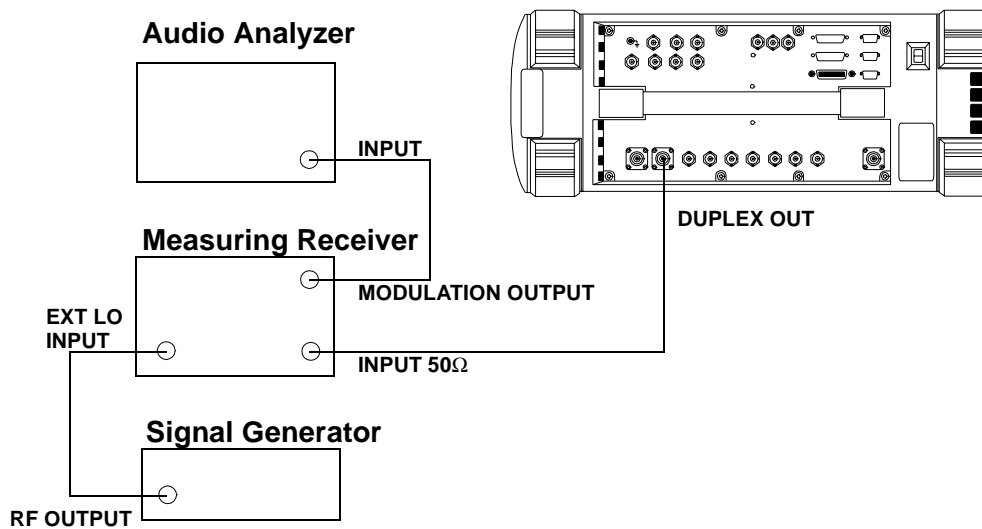 Audio Analyzer
INPUT
DUPLEX OUT
Measuring Receiver
MODULATION OUTPUT
EXT LO
INPUT
INPUT 50Ω
Signal Generator
RF OUTPUT